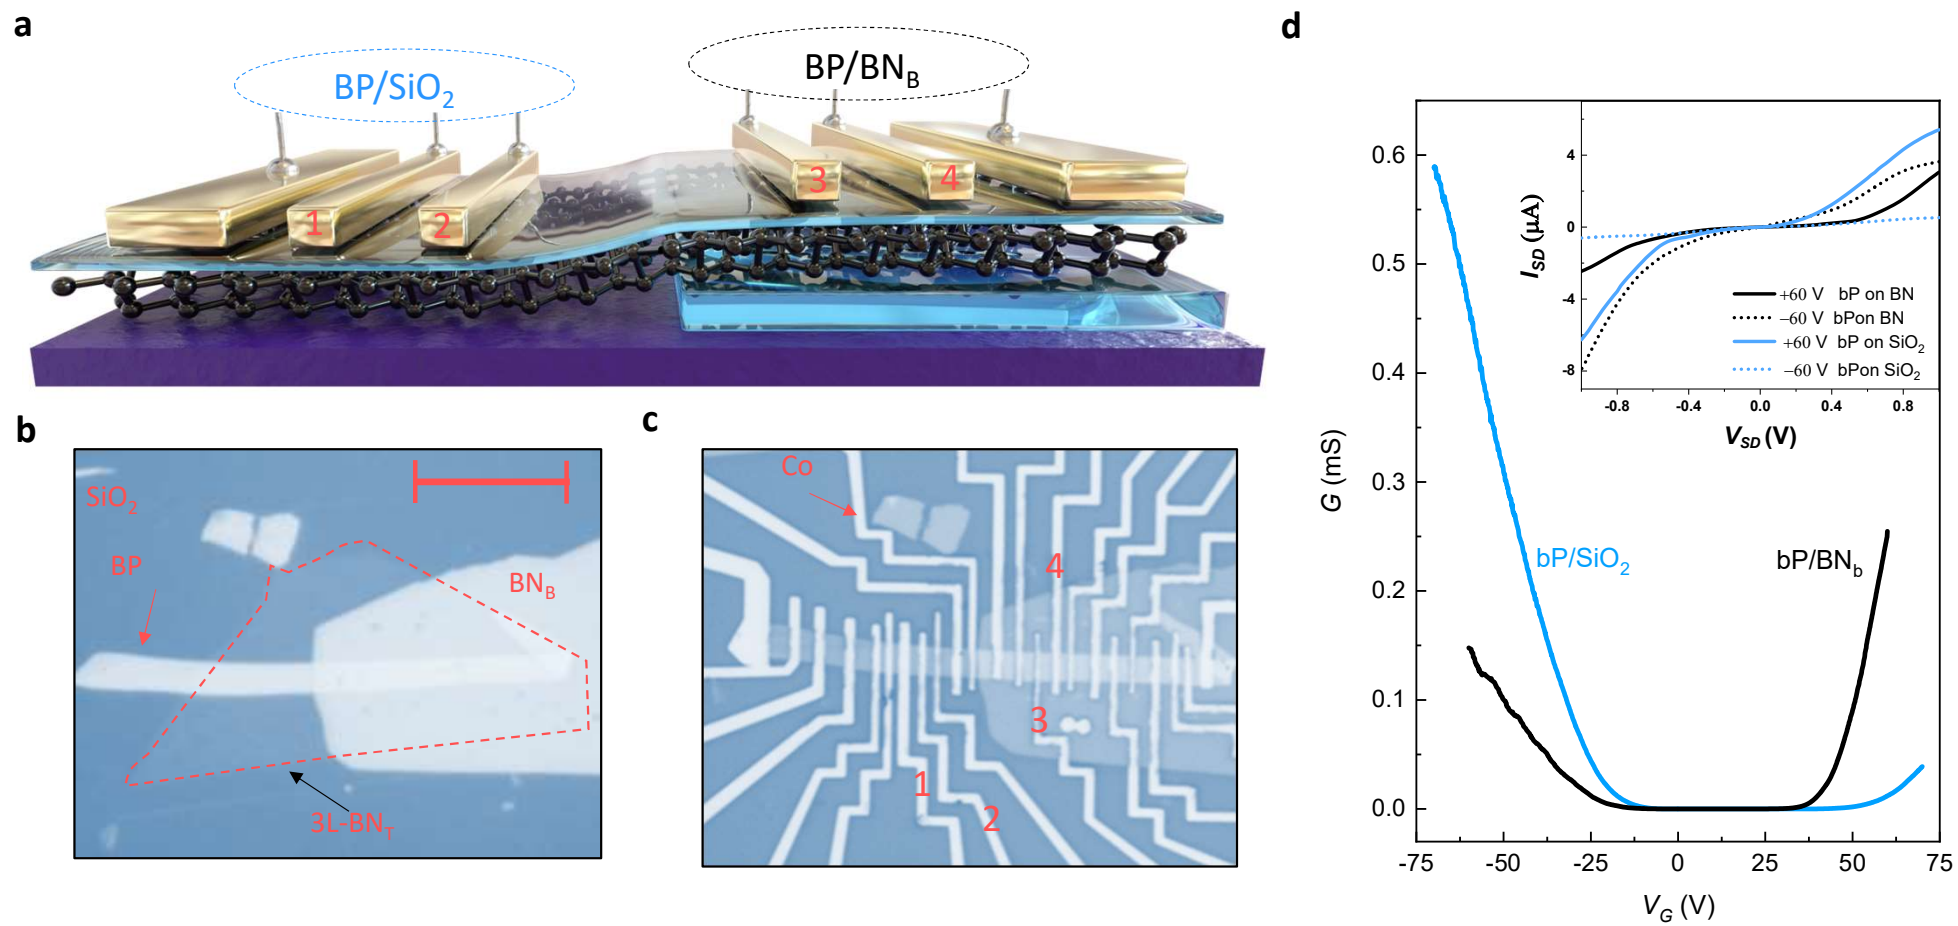 a
BP/SiO2
BP/BNB
1
2
3
4
b
SiO2
BP
BNB
3L-BNT
c
Co
4
3
1
2
d
G (mS)
0.6
0.5
0.4
0.3
0.2
0.1
0.0
-75
-50
-25
0
25
50
75
VG (V)
bP/SiO2
bP/BNb
ISD (μA)
4
0
-4
-8
-0.8
-0.4
0.0
0.4
0.8
VSD (V)
+60 V bP on BN
−60 V bPon BN
+60 V bP on SiO2
−60 V bPon SiO2